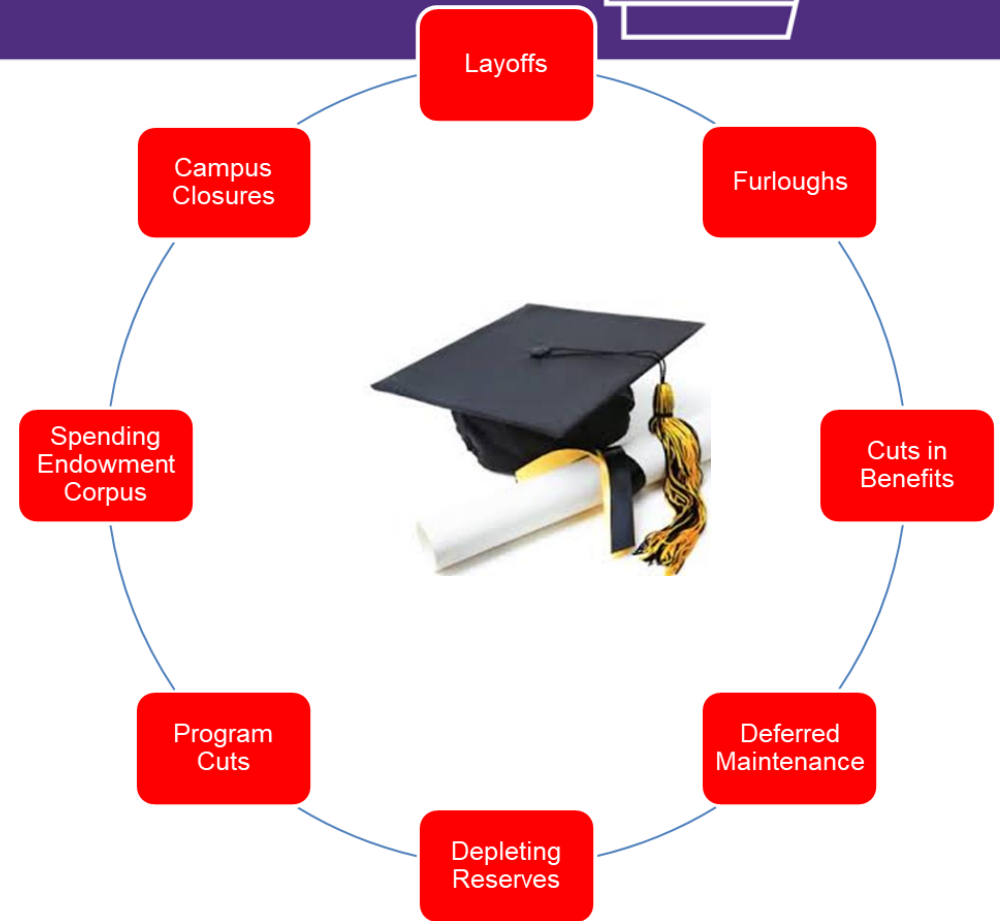 Layoffs
Furloughs
Cuts in
Benefits
Deferred
Maintenance
Depleting
Reserves
Program
Cuts
Spending
Endowment
Corpus
Campus
Closures